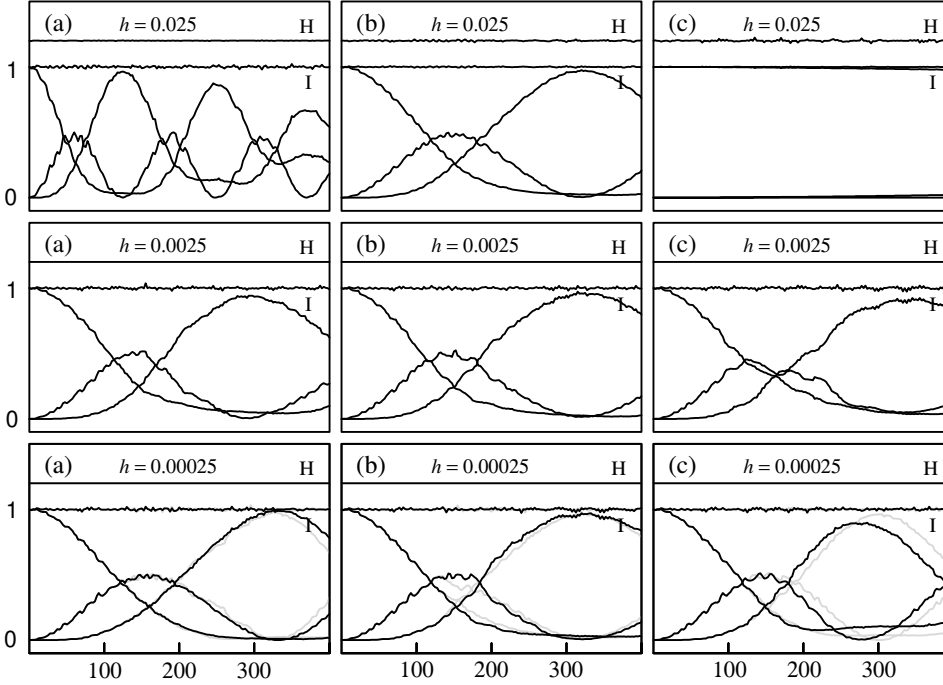 (a) h = 0.025 H (b) h = 0.025 H (c) h = 0.025 H
1 I I I
0
(a) h = 0.0025 H (b) h = 0.0025 H (c) h = 0.0025 H
1 I I I
0
(a) h = 0.00025 H (b) h = 0.00025 H (c) h = 0.00025 H
1 I I I
0
100 200 300 100 200 300 100 200 300